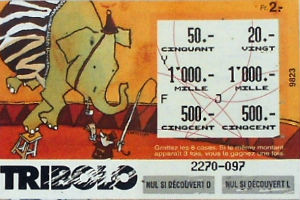 Fr. 2.-
50.- 20.-
CINQUANT VINGT
Y
1'000.- 1'000.-
MILLE MILLE
F J
500.- 500.-
CINQCENT CINQCENT
9823
Grattez les 6 cases. Si le même montant
apparaît 3 fois, vous le gagnez une fois
2270-097
TRIBOLO
NUL SI DÉCOUVERT D NUL SI DÉCOUVERT L